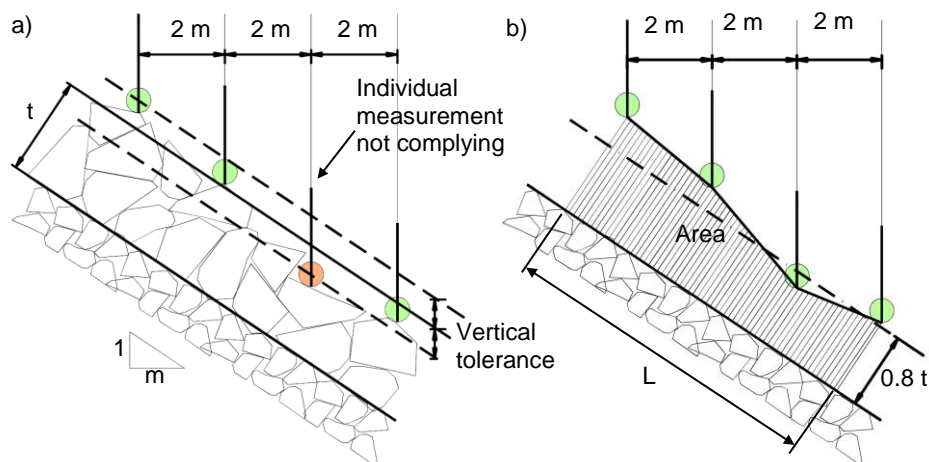 a)
2 m
2 m
2 m
t
Individual
measurement
not complying
1
m
Vertical
tolerance
b)
2 m
2 m
2 m
Area
L
0.8 t